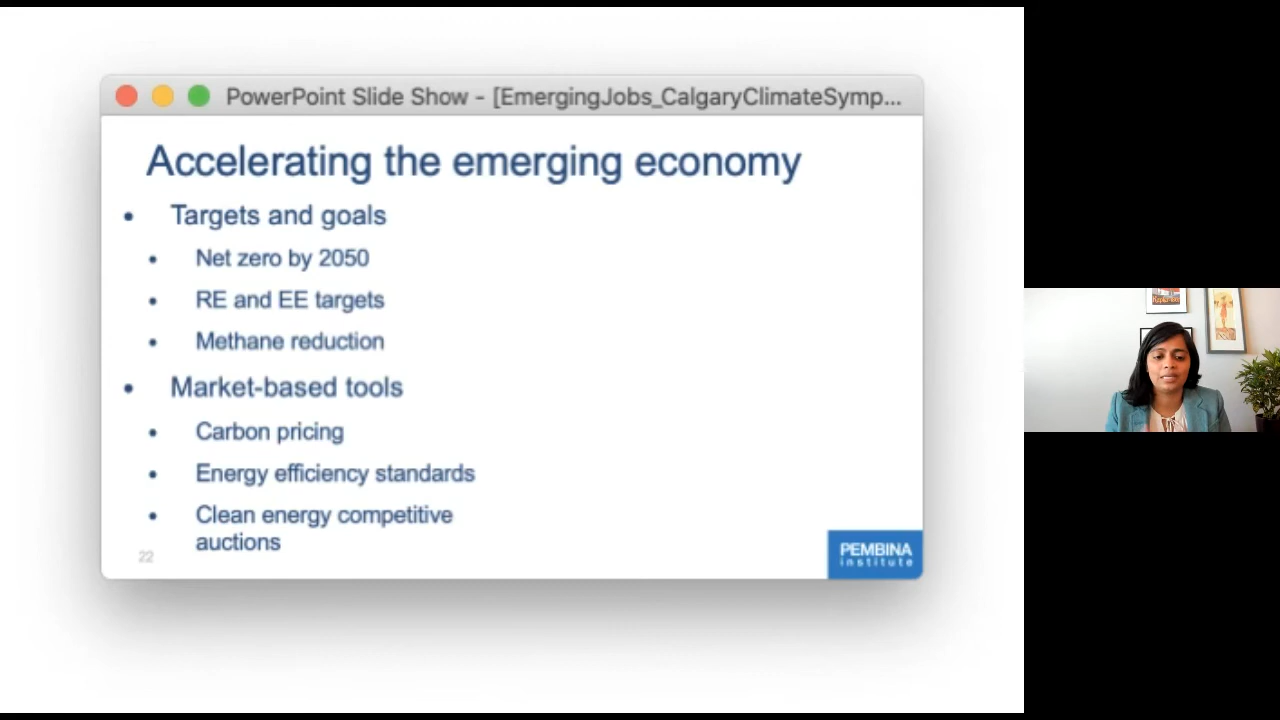 PowerPoint Slide Show - [EmergingJobs_CalgaryClimateSymp...
Accelerating the emerging economy
• Targets and goals
• Net zero by 2050
• RE and EE targets
• Methane reduction
• Market-based tools
• Carbon pricing
• Energy efficiency standards
• Clean energy competitive
auctions
22
PEMBINA
institute